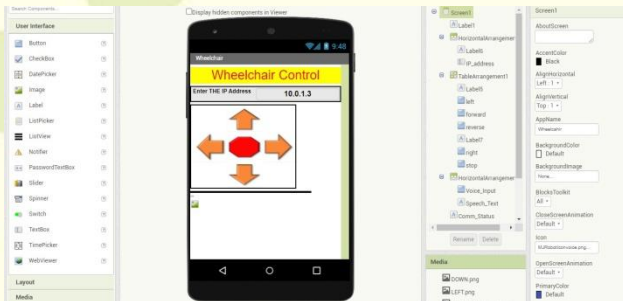 Search Components...
User Interface
Button
CheckBox
DatePicker
Image
Label
ListPicker
ListView
Notifier
PasswordTextBox
Slider
Spinner
Switch
TextBox
TimePicker
WebViewer
Layout
Media
Display hidden components in Viewer
9:48
Wheelchair
Wheelchair Control
Enter THE IP Address
10.0.1.3
Screen1
Label1
HorizontalArrangemer
Label6
IP_address
TableArrangement1
Label5
left
forward
reverse
Label7
right
stop
HorizontalArrangemer
Voice_Input
Speech_Text
Comm_Status
Rename Delete
Media
DOWN.png
LEFT.png
Screen1
AboutScreen
AccentColor
Black
AlignHorizontal
Left : 1
AlignVertical
Top : 1
AppName
Wheelcahir
BackgroundColor
Default
BackgroundImage
None...
BlocksToolkit
All
CloseScreenAnimation
Default
Icon
OpenScreenAnimation
Default
PrimaryColor
Default